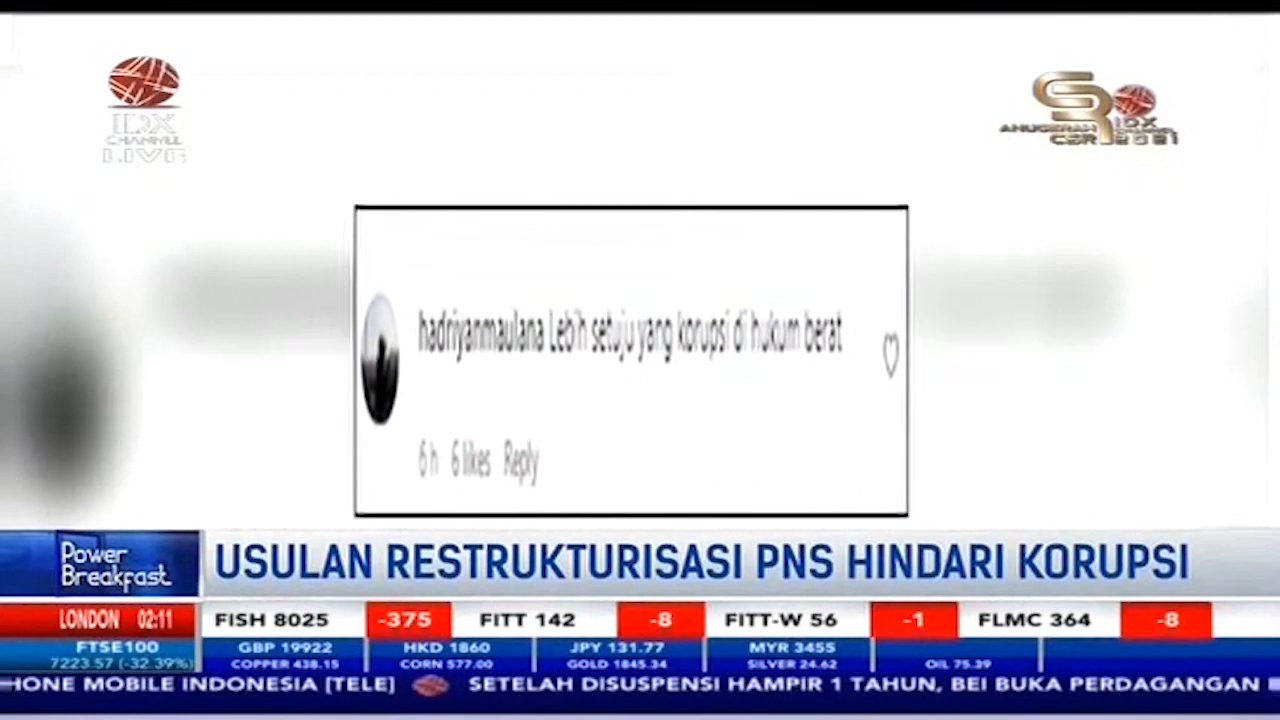 IDX
CHANNEL
LIVE
ANUGERAH
CSR
IDX
2021
hadriyanmaulana Lebih setuju yang korupsi di hukum berat
6 h 6 likes Reply
Power
Breakfast
USULAN RESTRUKTURISASI PNS HINDARI KORUPSI
LONDON 02:11
FISH 8025 -375 FITT 142 -8 FITT-W 56 -1 FLMC 364 -8
FTSE100
7223.57 (-32.39%)
GBP 19922 HKD 1860 JPY 131.77 MYR 3455
COPPER 438.15 CORN 577.00 GOLD 1845.34 SILVER 24.62 OIL 75.39
HONE MOBILE INDONESIA [TELE] SETELAH DISUSPENSI HAMPIR 1 TAHUN, BEI BUKA PERDAGANGAN